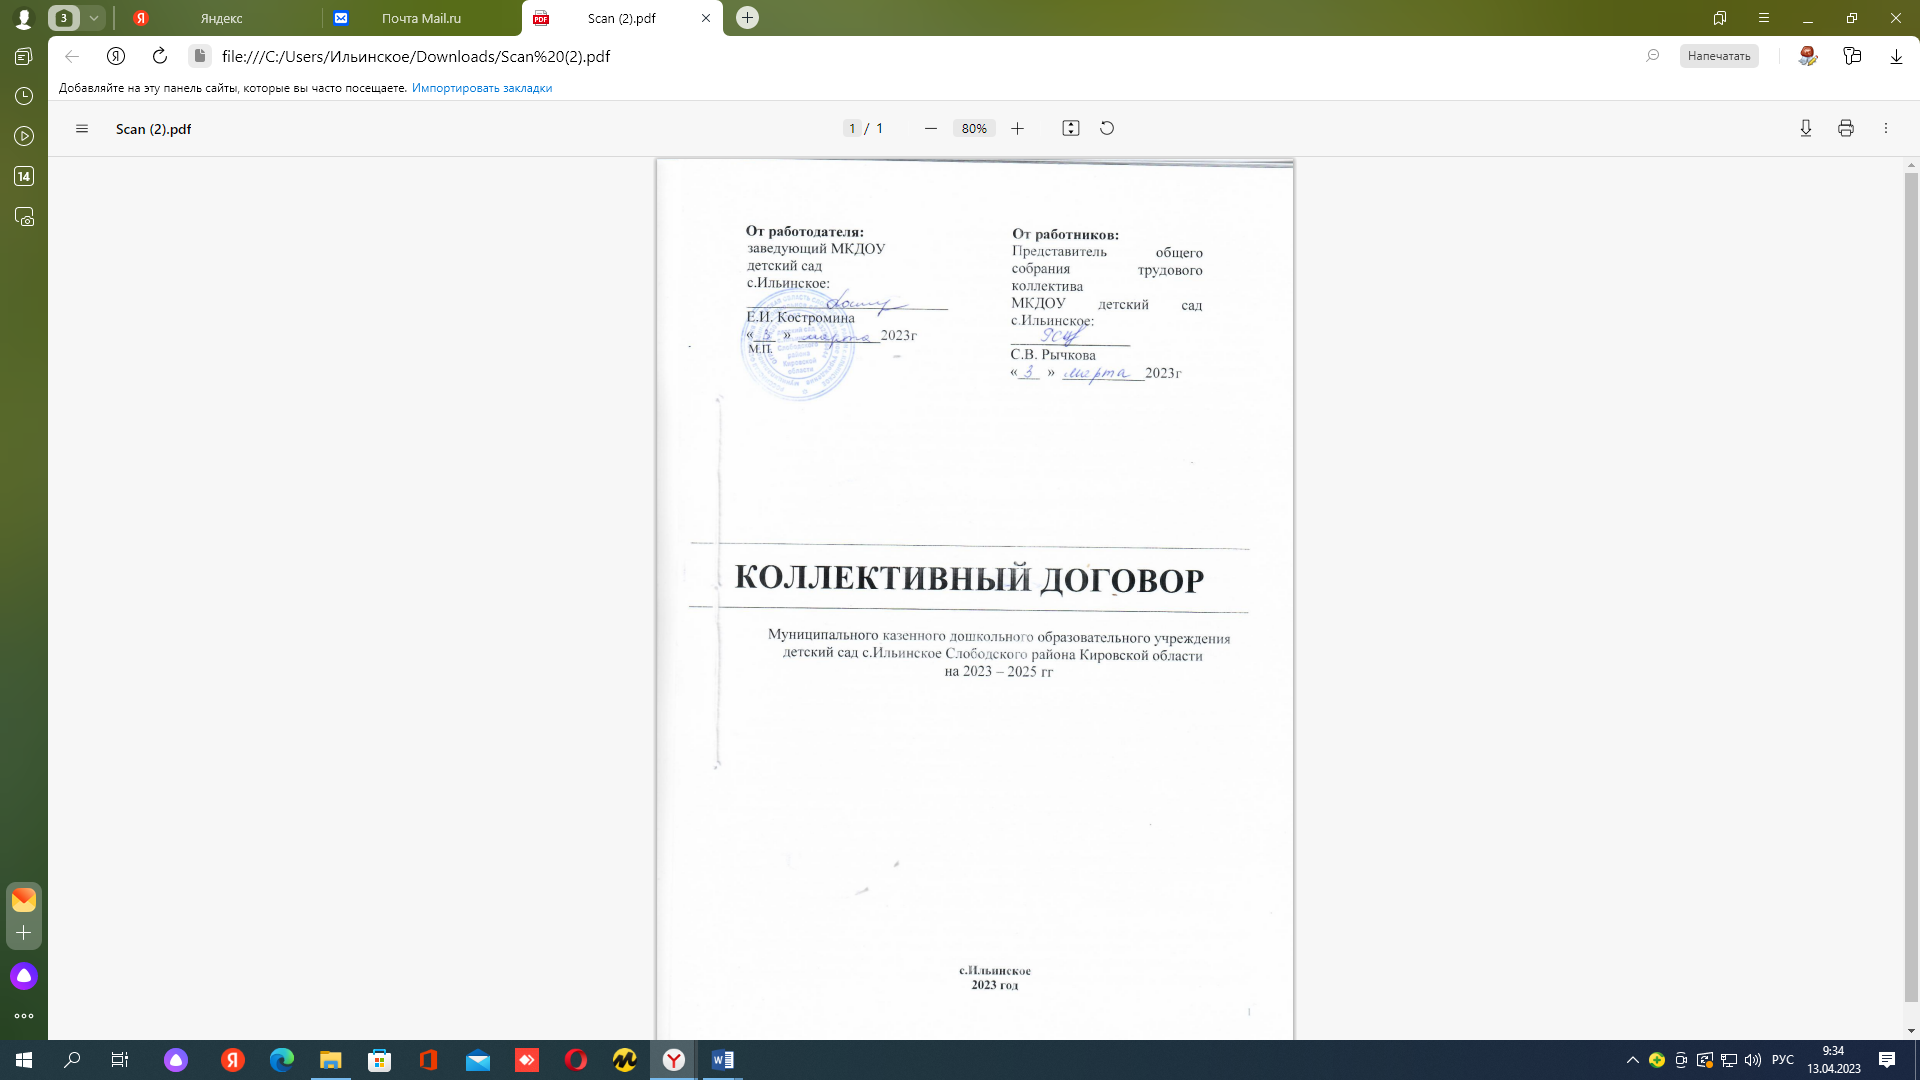 3
Яндекс
Почта Mail.ru
Scan (2).pdf
file:///C:/Users/Ильинское/Downloads/Scan%20(2).pdf
Напечатать
Добавляйте на эту панель сайты, которые вы часто посещаете. Импортировать закладки
14
Scan (2).pdf
1 / 1
80%
От работодателя:
заведующий МКДОУ
детский сад
с.Ильинское:
Е.И. Костромина
« 3 » марта 2023г
М.П.
От работников:
Представитель общего
собрания трудового
коллектива
МКДОУ детский сад
с.Ильинское:
С.В. Рычкова
« 3 » марта 2023г
КОЛЛЕКТИВНЫЙ ДОГОВОР
Муниципального казенного дошкольного образовательного учреждения
детский сад с.Ильинское Слободского района Кировской области
на 2023 – 2025 гг
с.Ильинское
2023 год
1
РУС
9:34
13.04.2023